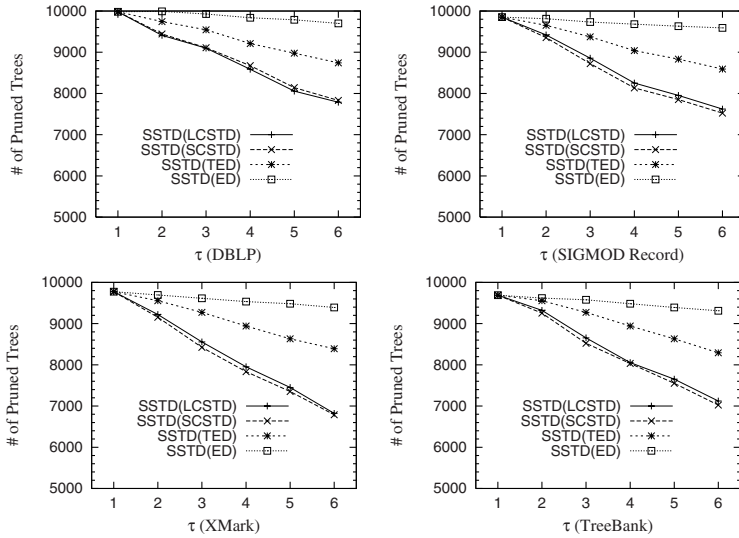 # of Pruned Trees
10000
9000
8000
7000
6000
5000
SSTD(LCSTD)
SSTD(SCSTD)
SSTD(TED)
SSTD(ED)
1 2 3 4 5 6
τ (DBLP)
# of Pruned Trees
10000
9000
8000
7000
6000
5000
SSTD(LCSTD)
SSTD(SCSTD)
SSTD(TED)
SSTD(ED)
1 2 3 4 5 6
τ (SIGMOD Record)
# of Pruned Trees
10000
9000
8000
7000
6000
5000
SSTD(LCSTD)
SSTD(SCSTD)
SSTD(TED)
SSTD(ED)
1 2 3 4 5 6
τ (XMark)
# of Pruned Trees
10000
9000
8000
7000
6000
5000
SSTD(LCSTD)
SSTD(SCSTD)
SSTD(TED)
SSTD(ED)
1 2 3 4 5 6
τ (TreeBank)